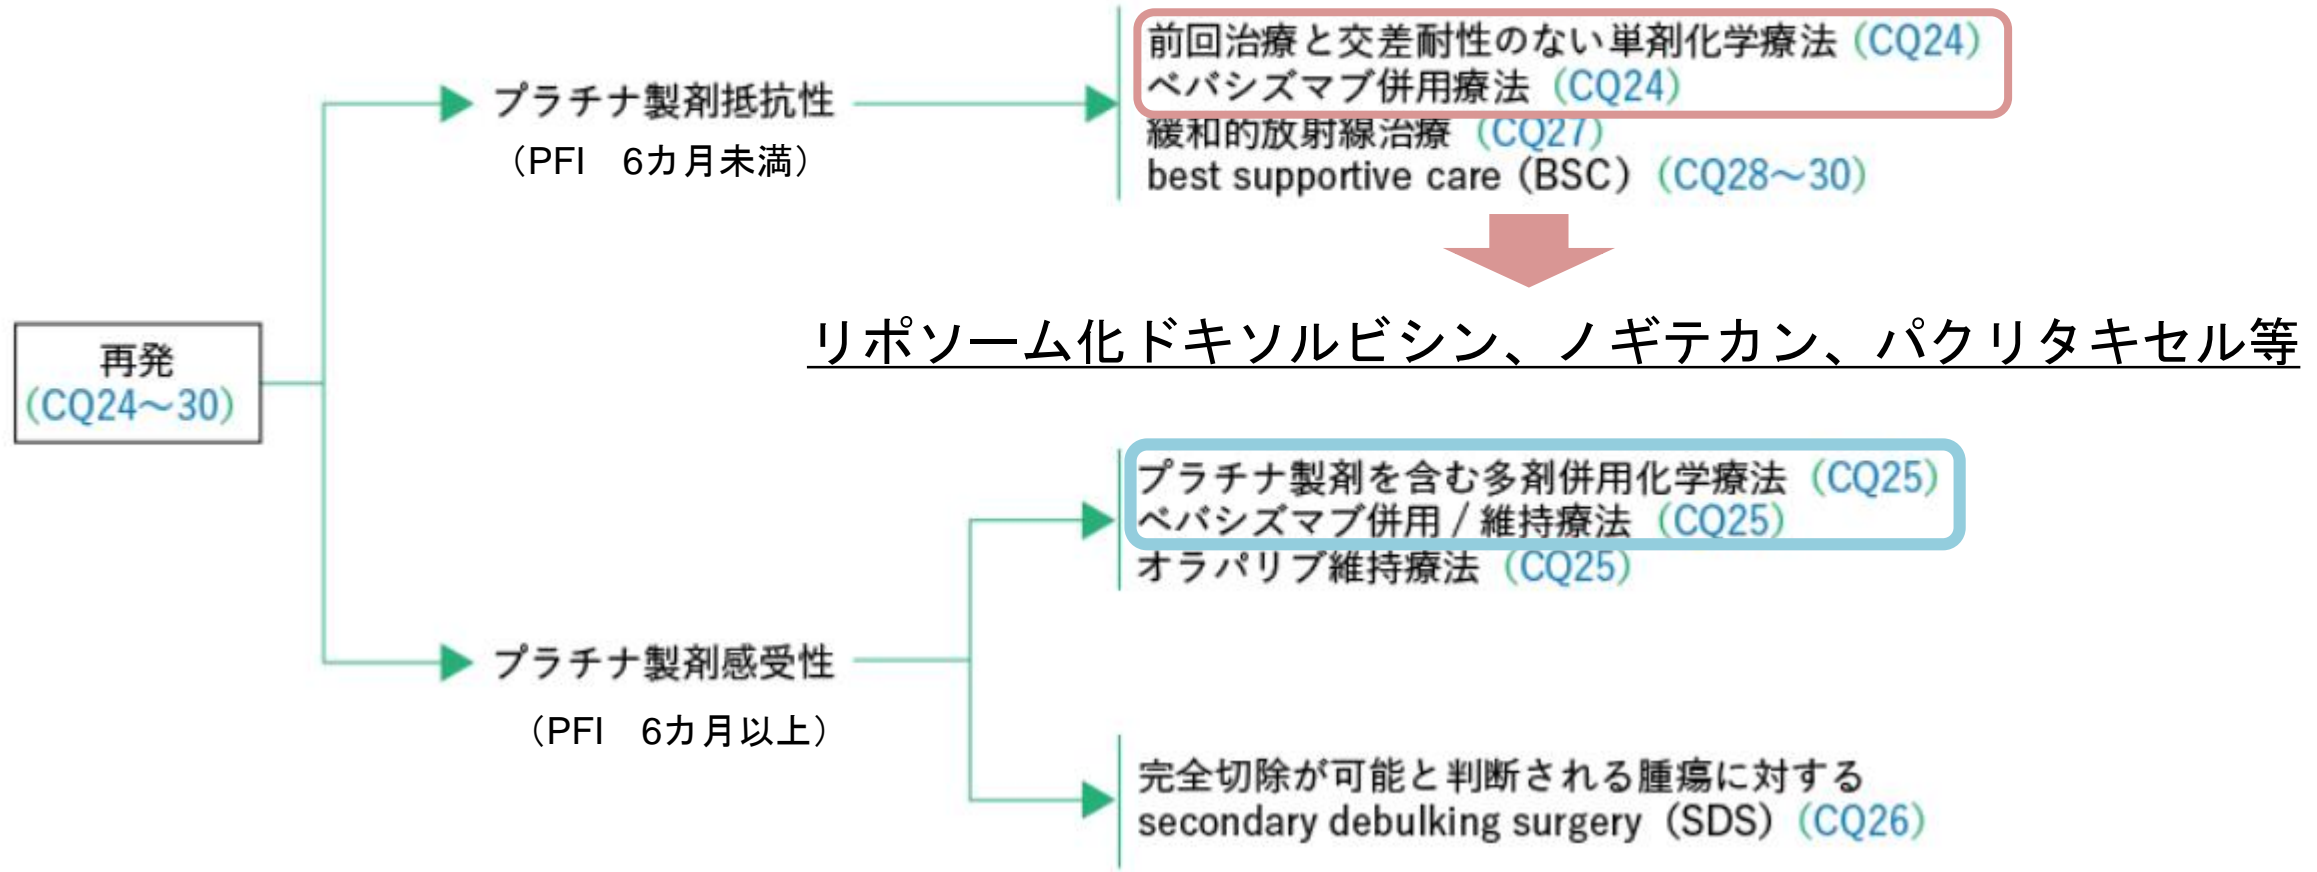 再発
(CQ24～30)
プラチナ製剤抵抗性
（PFI　6カ月未満）
前回治療と交差耐性のない単剤化学療法（CQ24）
ベバシズマブ併用療法（CQ24）
緩和的放射線治療（CQ27）
best supportive care（BSC）（CQ28～30）
リポソーム化ドキソルビシン、ノギテカン、パクリタキセル等
プラチナ製剤感受性
（PFI　6カ月以上）
プラチナ製剤を含む多剤併用化学療法（CQ25）
ベバシズマブ併用 / 維持療法（CQ25）
オラパリブ維持療法（CQ25）
完全切除が可能と判断される腫瘍に対する
secondary debulking surgery（SDS）（CQ26）